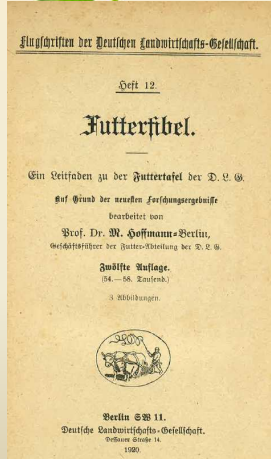 Flugschriften der Deutschen Landwirtschafts-Gesellschaft.
Heft 12.
Futterfibel.
Ein Leitfaden zu der Futtertafel der D. L. G.
Auf Grund der neuesten Forschungsergebnisse
bearbeitet von
Prof. Dr. M. Hoffmann-Berlin,
Geschäftsführer der Futter-Abteilung der D. L. G.
Zwölfte Auflage.
(54.—58. Tausend.)
3 Abbildungen.
Berlin SW 11.
Deutsche Landwirtschafts-Gesellschaft.
Dessauer Straße 14.
1920.